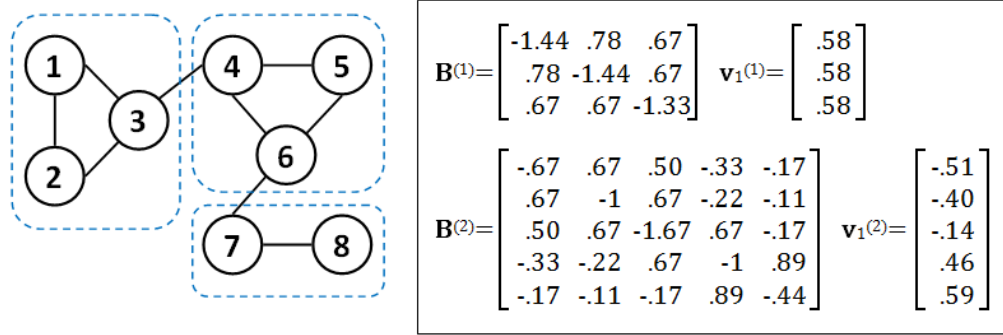 1
2
3
4
5
6
7
8
B⁽¹⁾= -1.44 .78 .67
.78 -1.44 .67
.67 .67 -1.33
v₁⁽¹⁾= .58
.58
.58
B⁽²⁾= -.67 .67 .50 -.33 -.17
.67 -1 .67 -.22 -.11
.50 .67 -1.67 .67 -.17
-.33 -.22 .67 -1 .89
-.17 -.11 -.17 .89 -.44
v₁⁽²⁾= -.51
-.40
-.14
.46
.59